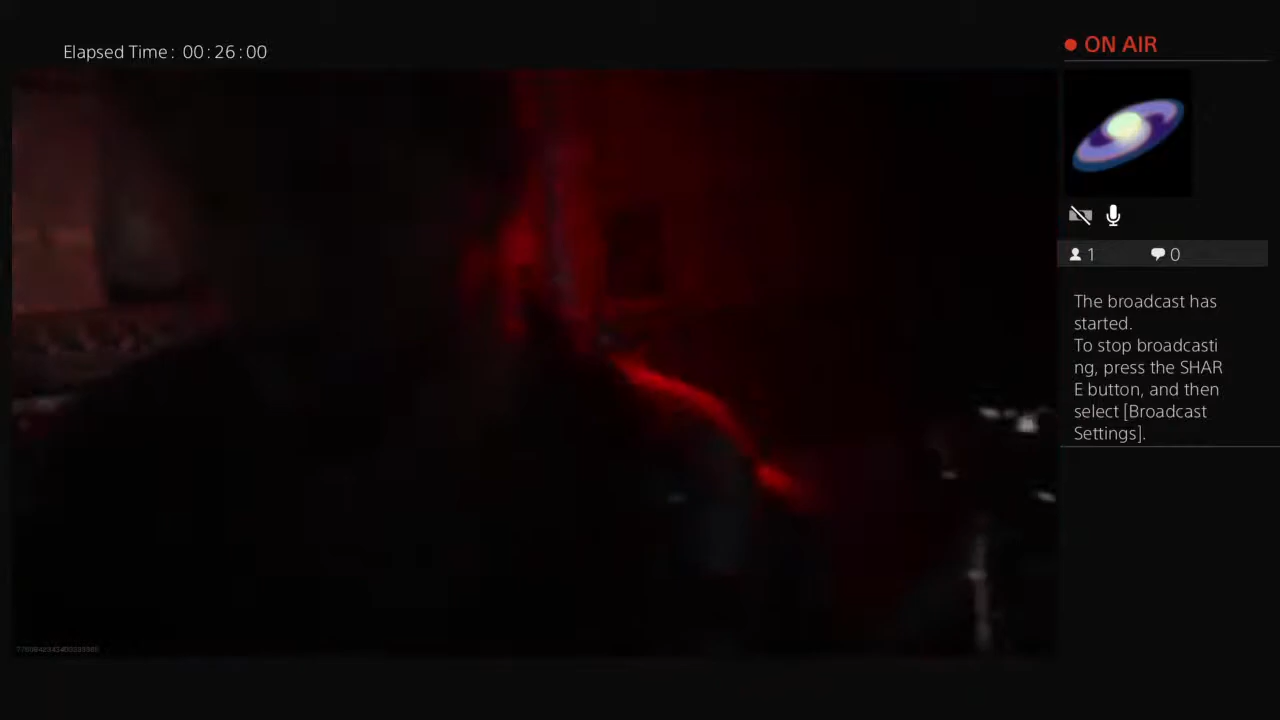 Elapsed Time: 00:26:00
ON AIR
1
0
The broadcast has
started.
To stop broadcasti
ng, press the SHAR
E button, and then
select [Broadcast
Settings].